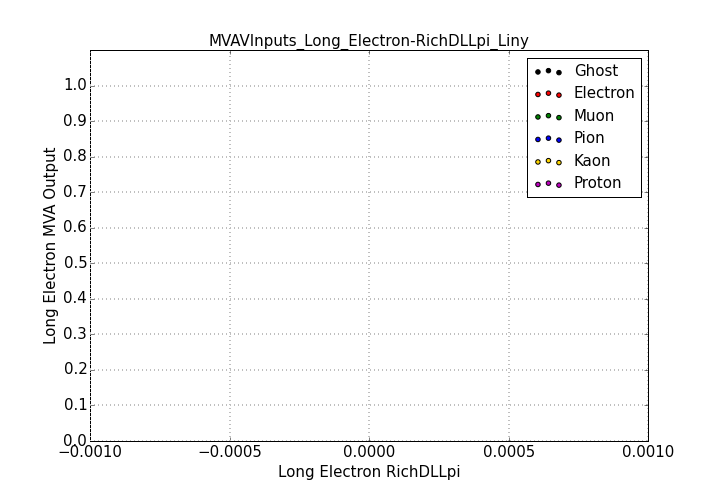 MVAVInputs_Long_Electron-RichDLLpi_Liny
Ghost
Electron
Muon
Pion
Kaon
Proton
Long Electron MVA Output
1.0
0.9
0.8
0.7
0.6
0.5
0.4
0.3
0.2
0.1
0.0
−0.0010
−0.0005
0.0000
0.0005
0.0010
Long Electron RichDLLpi